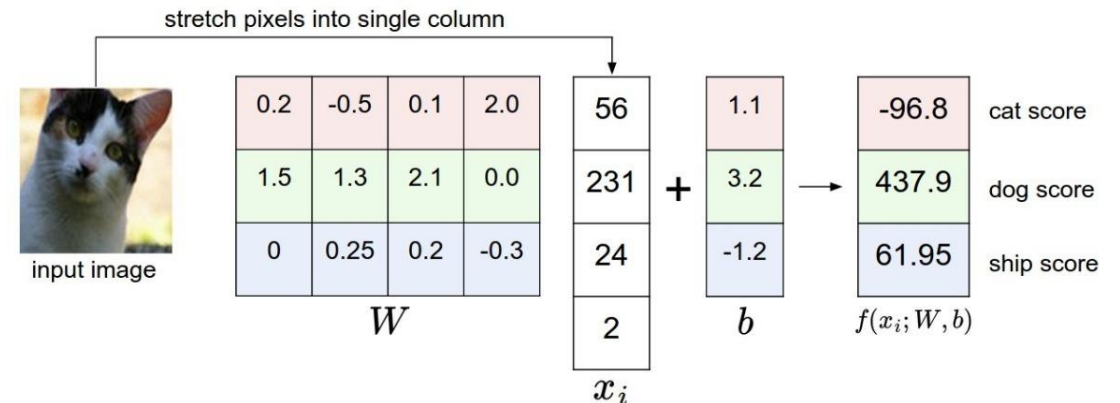 stretch pixels into single column
0.2 -0.5 0.1 2.0 56 1.1 -96.8 cat score
1.5 1.3 2.1 0.0 231 + 3.2 → 437.9 dog score
0 0.25 0.2 -0.3 24 -1.2 61.95 ship score
input image
W b f(x_i; W, b)
2
x_i